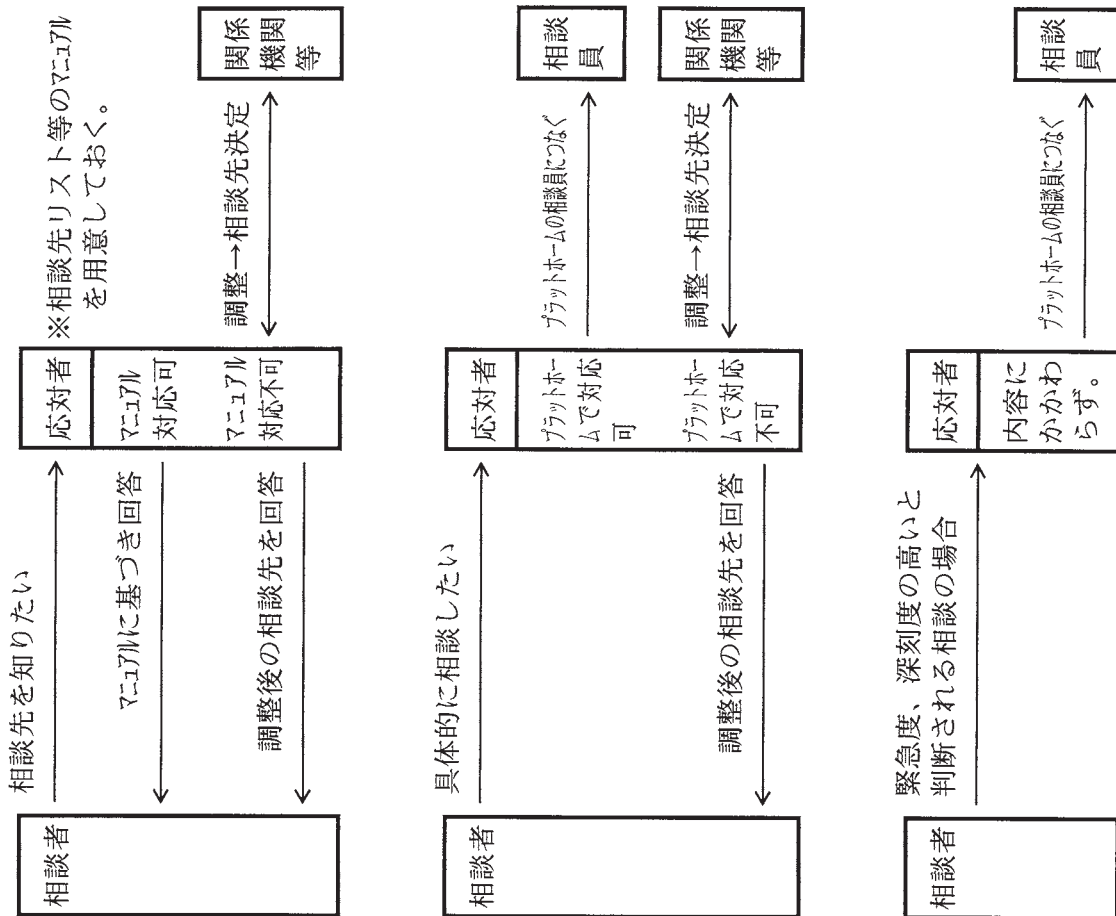 相談者
相談先を知りたい
マニュアルに基づき回答
調整後の相談先を回答
応対者
マニュアル
対応可
マニュアル
対応不可
※相談先リスト等のマニュアル
を用意しておく。
調整→相談先決定
関係
機関
等
相談者
具体的に相談したい
調整後の相談先を回答
応対者
プラットホー
ムで対応
可
プラットホー
ムで対応
不可
プラットホームの相談員につなぐ
相談
員
調整→相談先決定
関係
機関
等
相談者
緊急度、深刻度の高いと
判断される相談の場合
応対者
内容に
かかわ
らず。
プラットホームの相談員につなぐ
相談
員